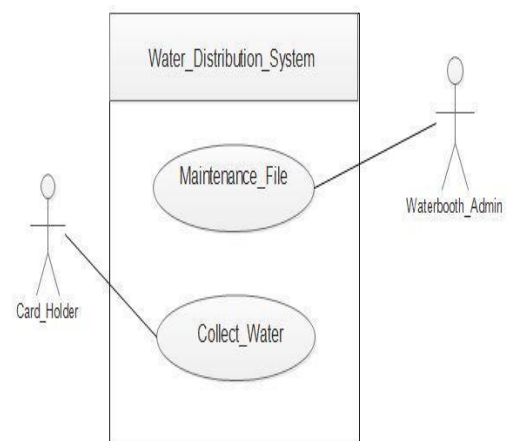 Water_Distribution_System
Maintenance_File
Waterbooth_Admin
Card_Holder
Collect_Water